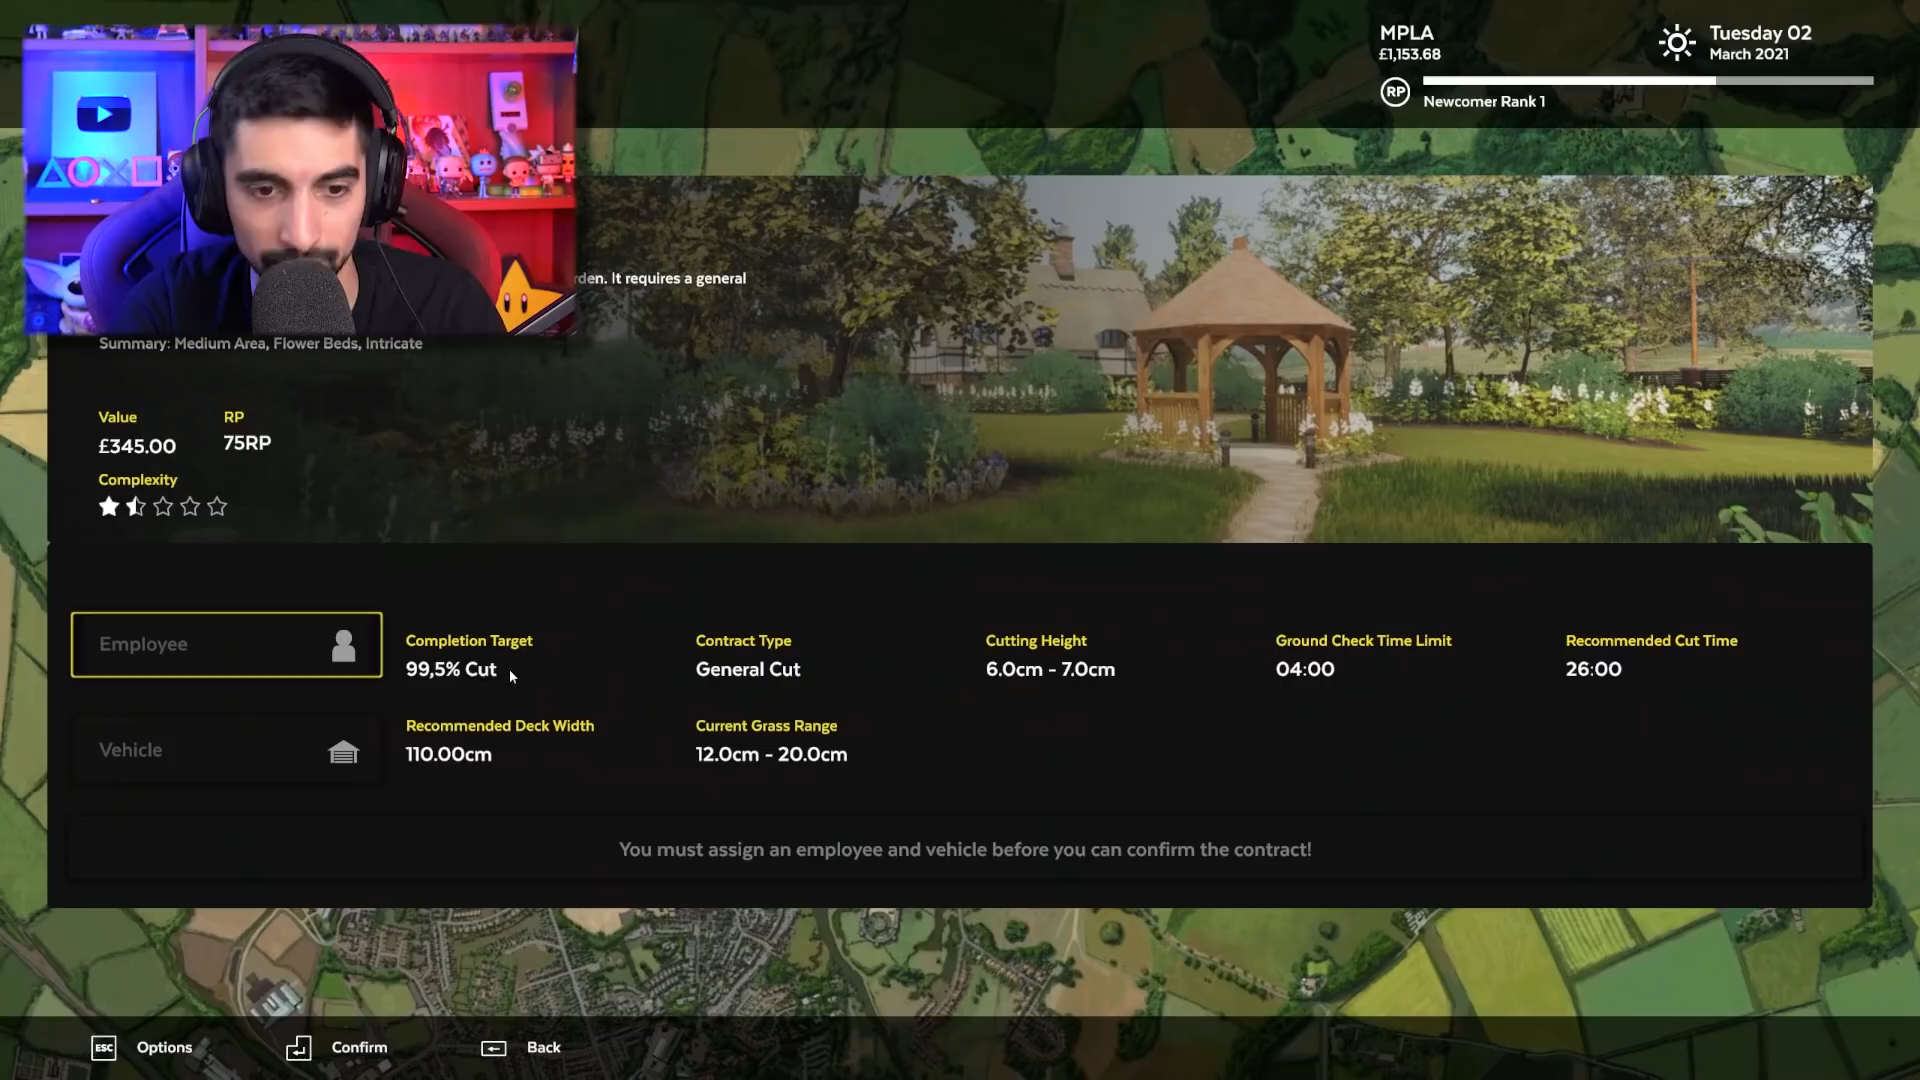 MPLA
£1,153.68
Tuesday 02
March 2021
RP
Newcomer Rank 1
rden. It requires a general
Summary: Medium Area, Flower Beds, Intricate
Value
RP
£345.00
75RP
Complexity
Employee
Completion Target
99,5% Cut
Contract Type
General Cut
Cutting Height
6.0cm - 7.0cm
Ground Check Time Limit
04:00
Recommended Cut Time
26:00
Vehicle
Recommended Deck Width
110.00cm
Current Grass Range
12.0cm - 20.0cm
You must assign an employee and vehicle before you can confirm the contract!
ESC Options
Confirm
Back